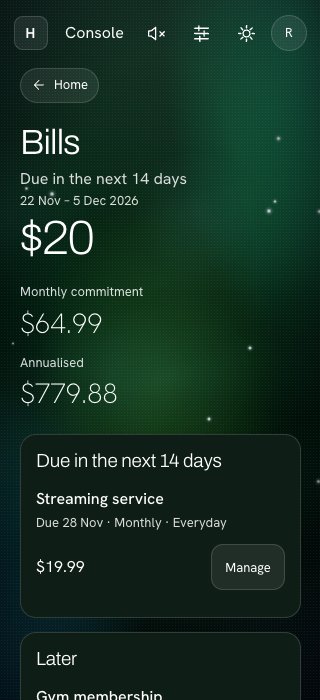 H Console R
Home
Bills
Due in the next 14 days
22 Nov – 5 Dec 2026
$20
Monthly commitment
$64.99
Annualised
$779.88
Due in the next 14 days
Streaming service
Due 28 Nov · Monthly · Everyday
$19.99
Manage
Later
Gym membership